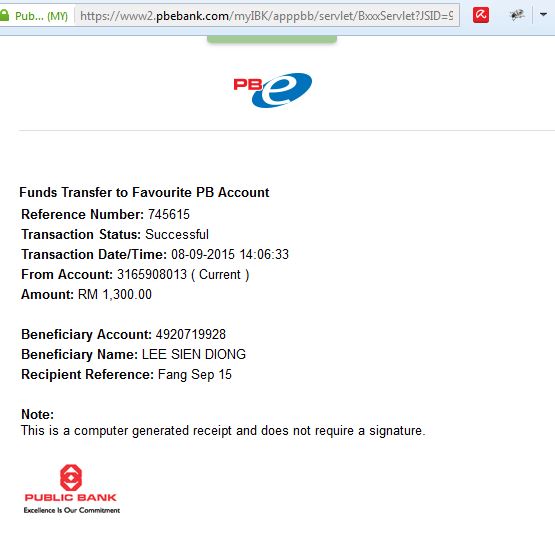 Pub... (MY) https://www2.pbebank.com/myIBK/apppbb/servlet/BxxxServlet?JSID=
PB e
Funds Transfer to Favourite PB Account
Reference Number: 745615
Transaction Status: Successful
Transaction Date/Time: 08-09-2015 14:06:33
From Account: 3165908013 ( Current )
Amount: RM 1,300.00
Beneficiary Account: 4920719928
Beneficiary Name: LEE SIEN DIONG
Recipient Reference: Fang Sep 15
Note:
This is a computer generated receipt and does not require a signature.
PUBLIC BANK
Excellence Is Our Commitment